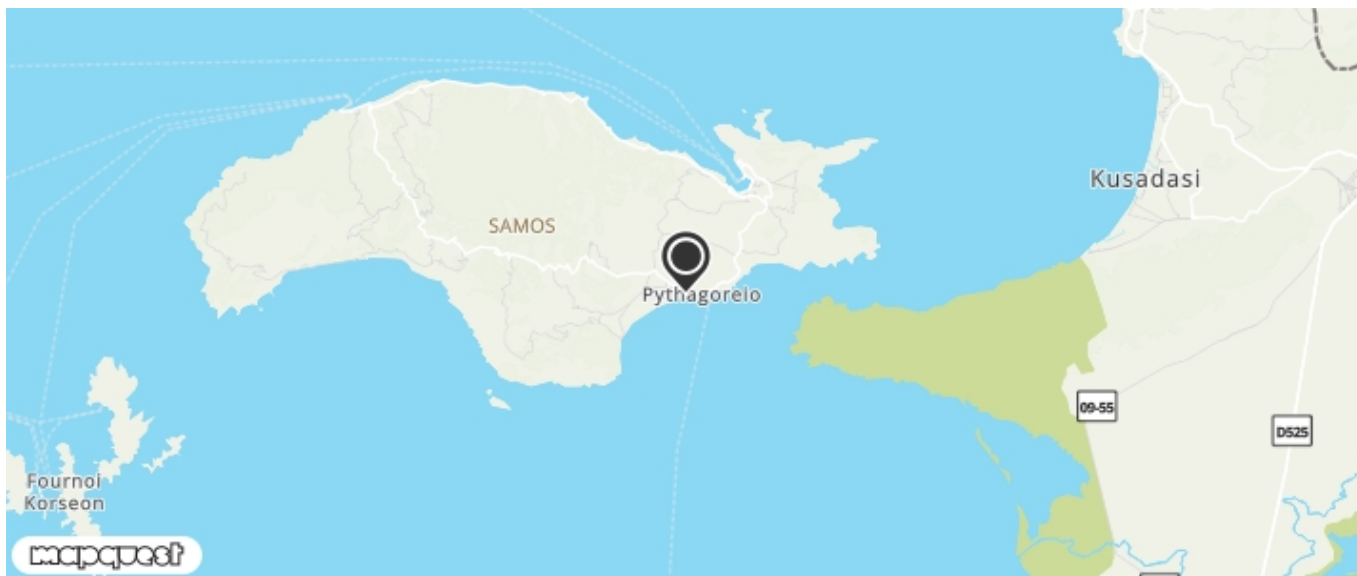 Kusadasi
SAMOS
Pythagoreio
09-55
D525
Fournoi
Korseon
mapquest